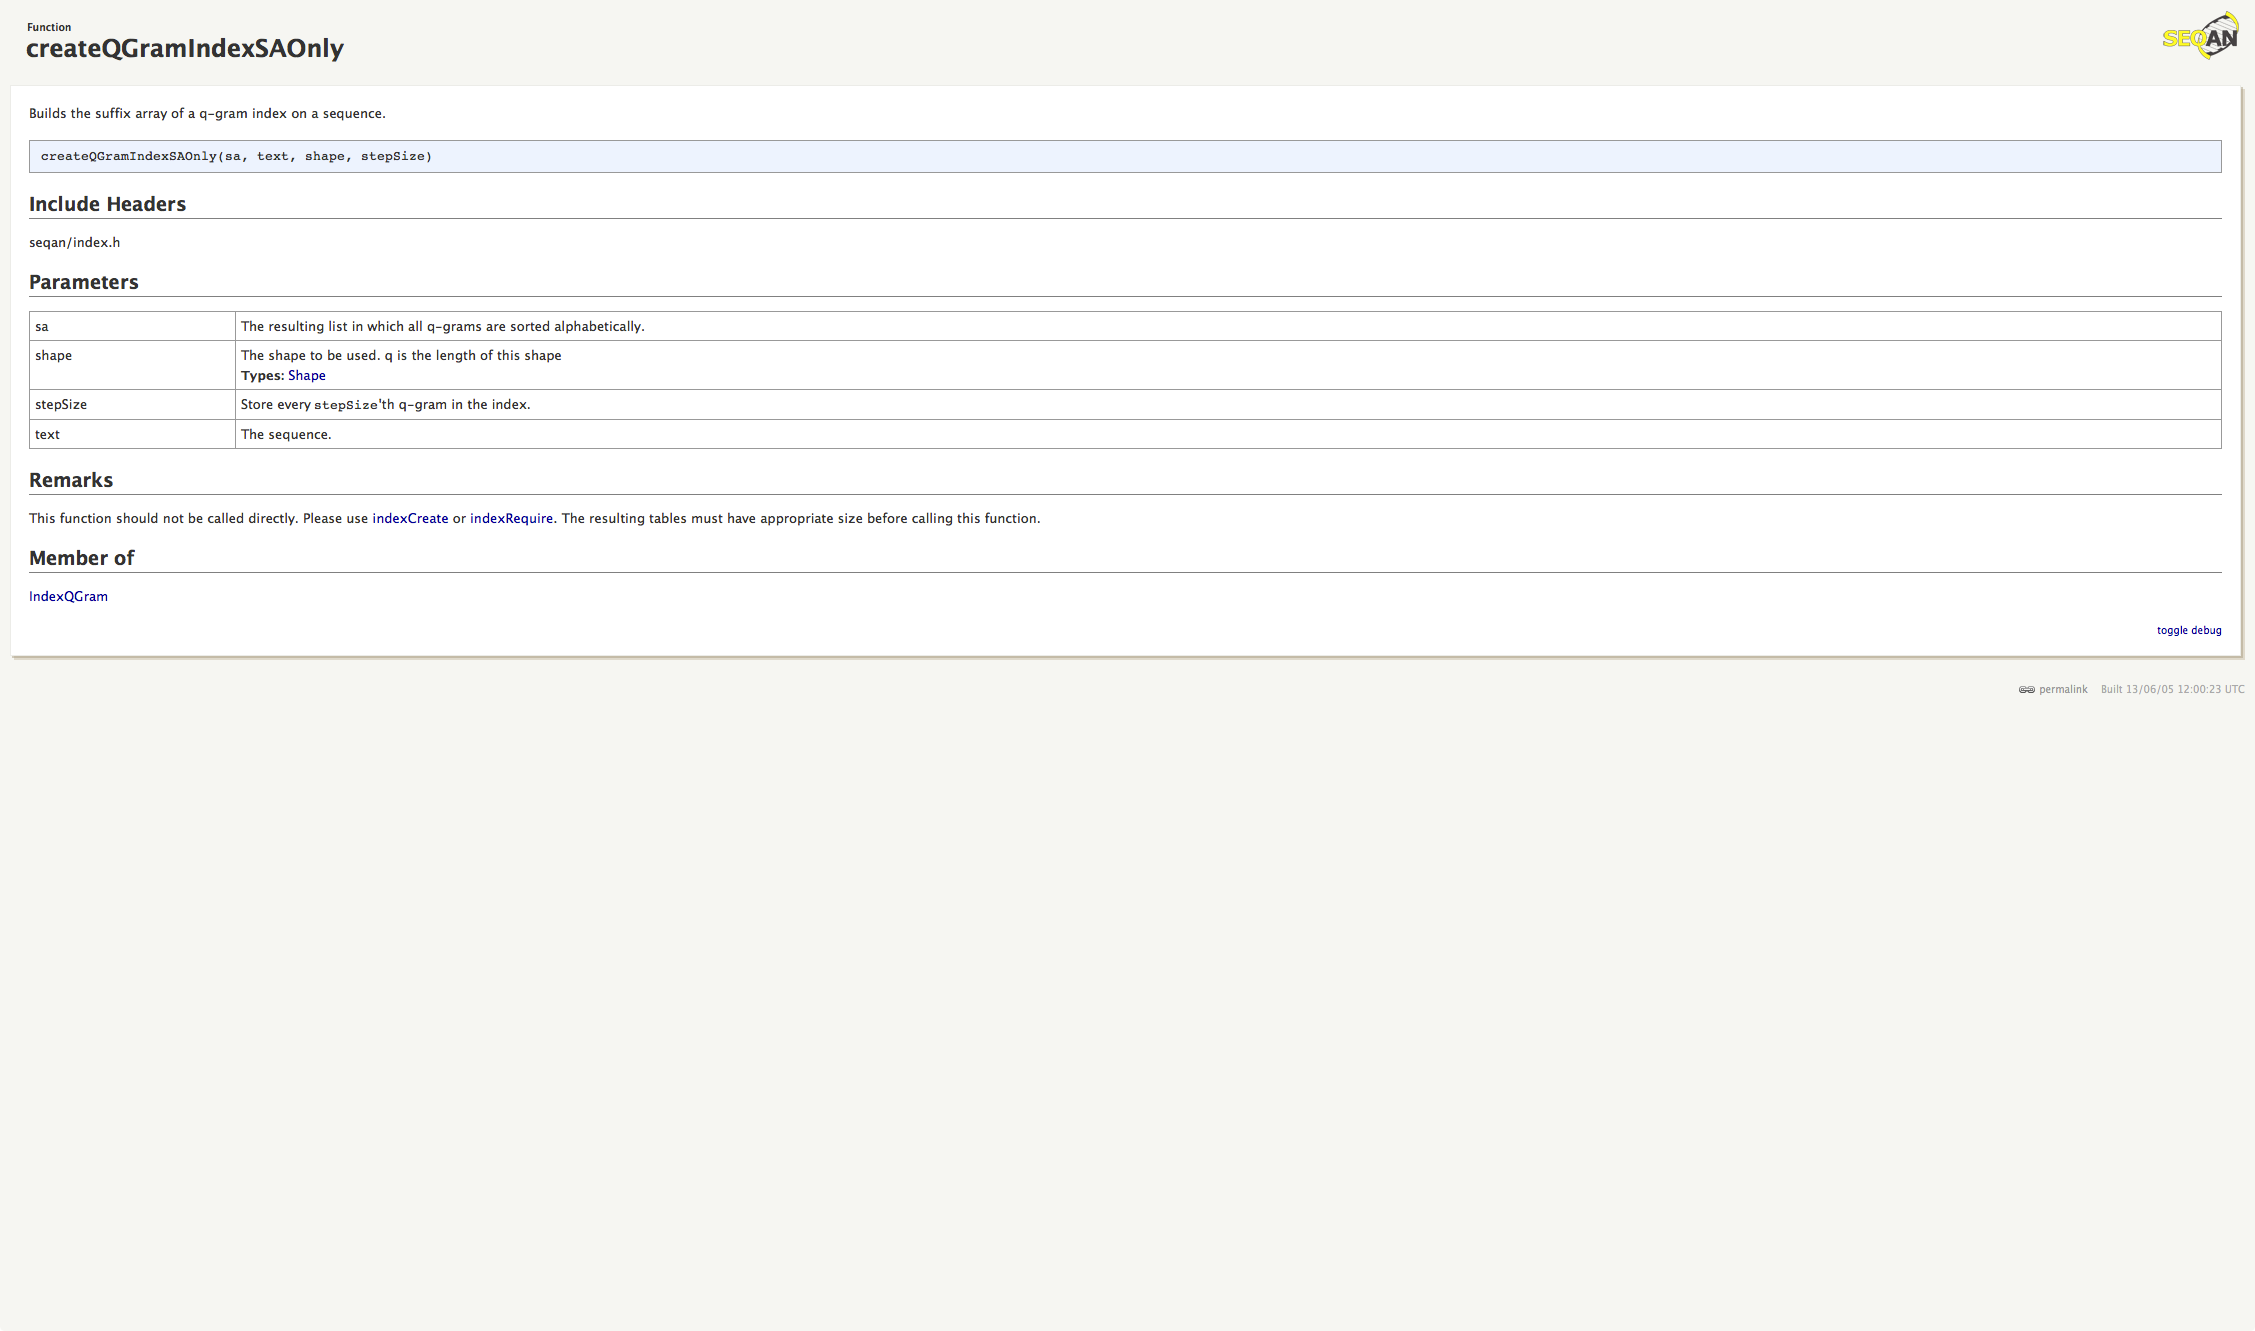 Function
createQGramIndexSAOnly
SEQAN
Builds the suffix array of a q-gram index on a sequence.
createQGramIndexSAOnly(sa, text, shape, stepSize)
Include Headers
seqan/index.h
Parameters
sa The resulting list in which all q-grams are sorted alphabetically.
shape The shape to be used. q is the length of this shape
Types: Shape
stepSize Store every stepSize'th q-gram in the index.
text The sequence.
Remarks
This function should not be called directly. Please use indexCreate or indexRequire. The resulting tables must have appropriate size before calling this function.
Member of
IndexQGram
toggle debug
permalink Built 13/06/05 12:00:23 UTC